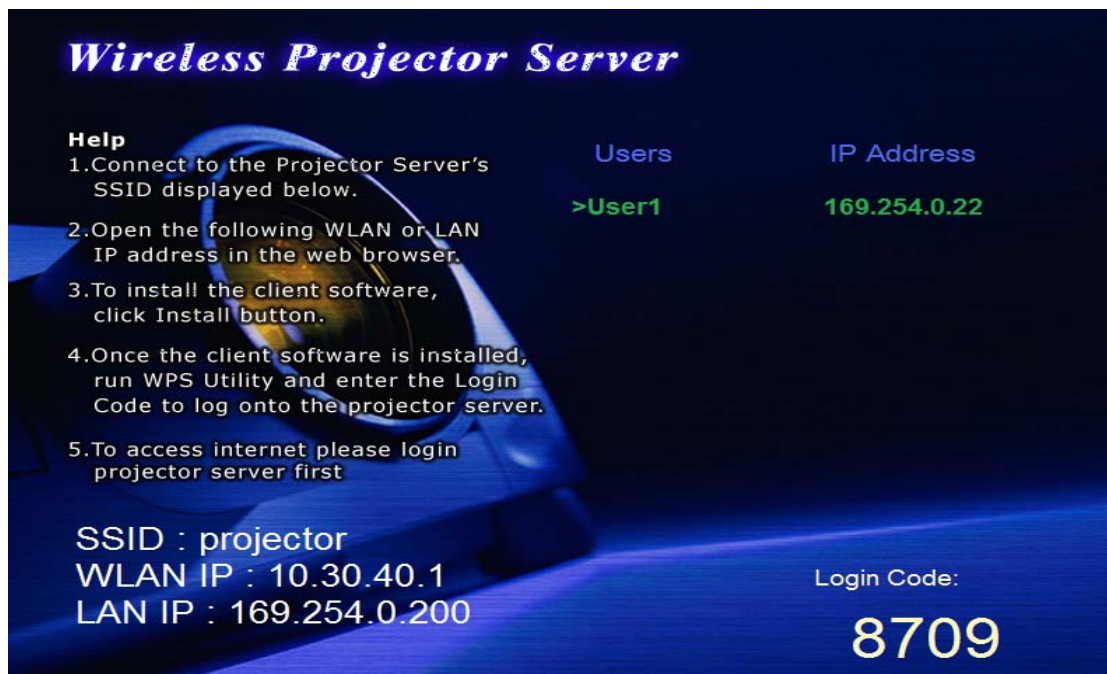 Wireless Projector Server
Help
1.Connect to the Projector Server's
SSID displayed below.
2.Open the following WLAN or LAN
IP address in the web browser.
3.To install the client software,
click Install button.
4.Once the client software is installed,
run WPS Utility and enter the Login
Code to log onto the projector server.
5.To access internet please login
projector server first
Users IP Address
>User1 169.254.0.22
SSID : projector
WLAN IP : 10.30.40.1
LAN IP : 169.254.0.200
Login Code:
8709